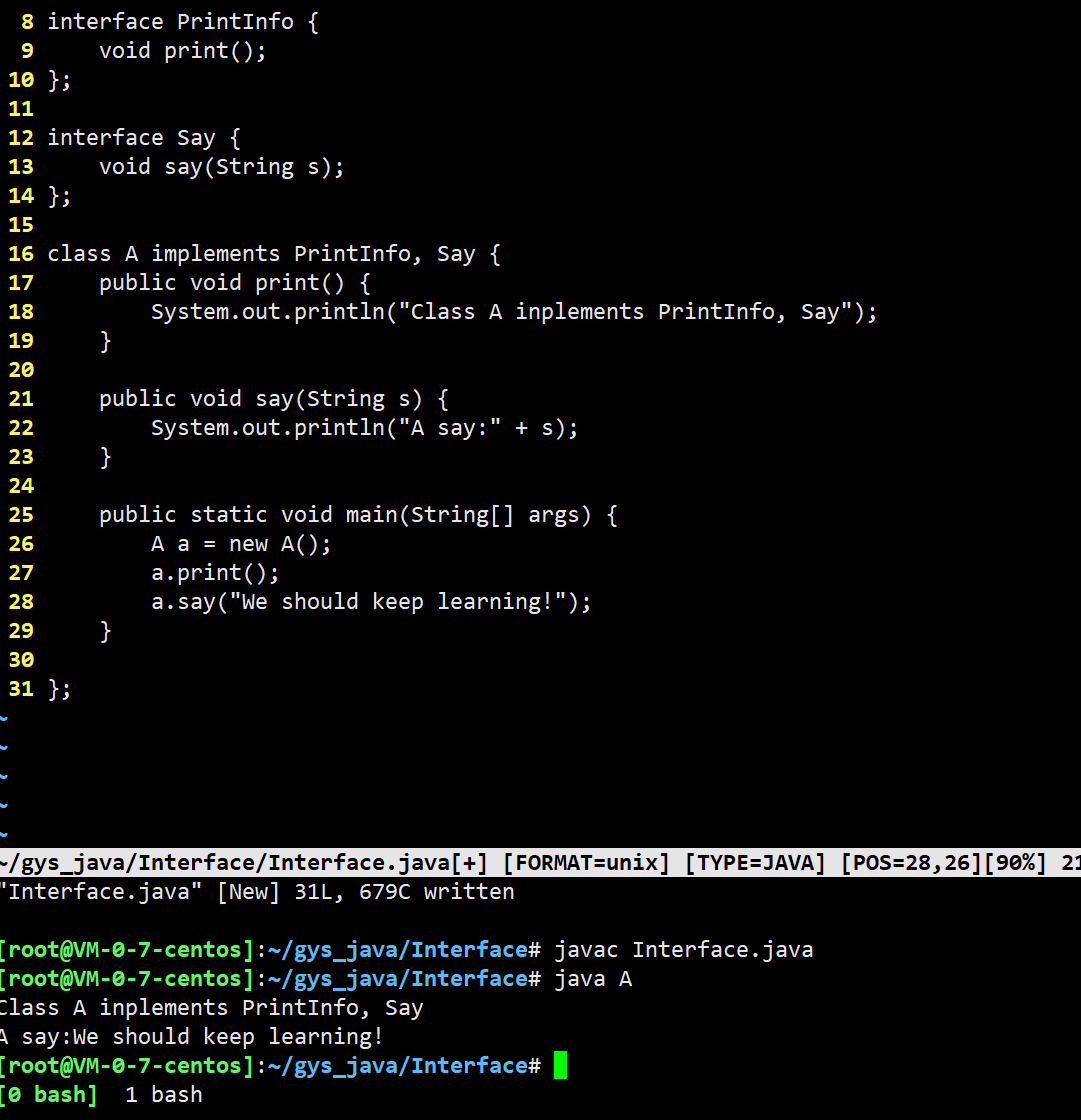 8 interface PrintInfo {
9     void print();
10 };
11
12 interface Say {
13     void say(String s);
14 };
15
16 class A implements PrintInfo, Say {
17     public void print() {
18         System.out.println("Class A inplements PrintInfo, Say");
19     }
20
21     public void say(String s) {
22         System.out.println("A say:" + s);
23     }
24
25     public static void main(String[] args) {
26         A a = new A();
27         a.print();
28         a.say("We should keep learning!");
29     }
30
31 };
~
~
~
~
~
~/gys_java/Interface/Interface.java[+] [FORMAT=unix] [TYPE=JAVA] [POS=28,26][90%] 21
"Interface.java" [New] 31L, 679C written
[root@VM-0-7-centos]:~/gys_java/Interface# javac Interface.java
[root@VM-0-7-centos]:~/gys_java/Interface# java A
Class A inplements PrintInfo, Say
A say:We should keep learning!
[root@VM-0-7-centos]:~/gys_java/Interface#
[0 bash]  1 bash